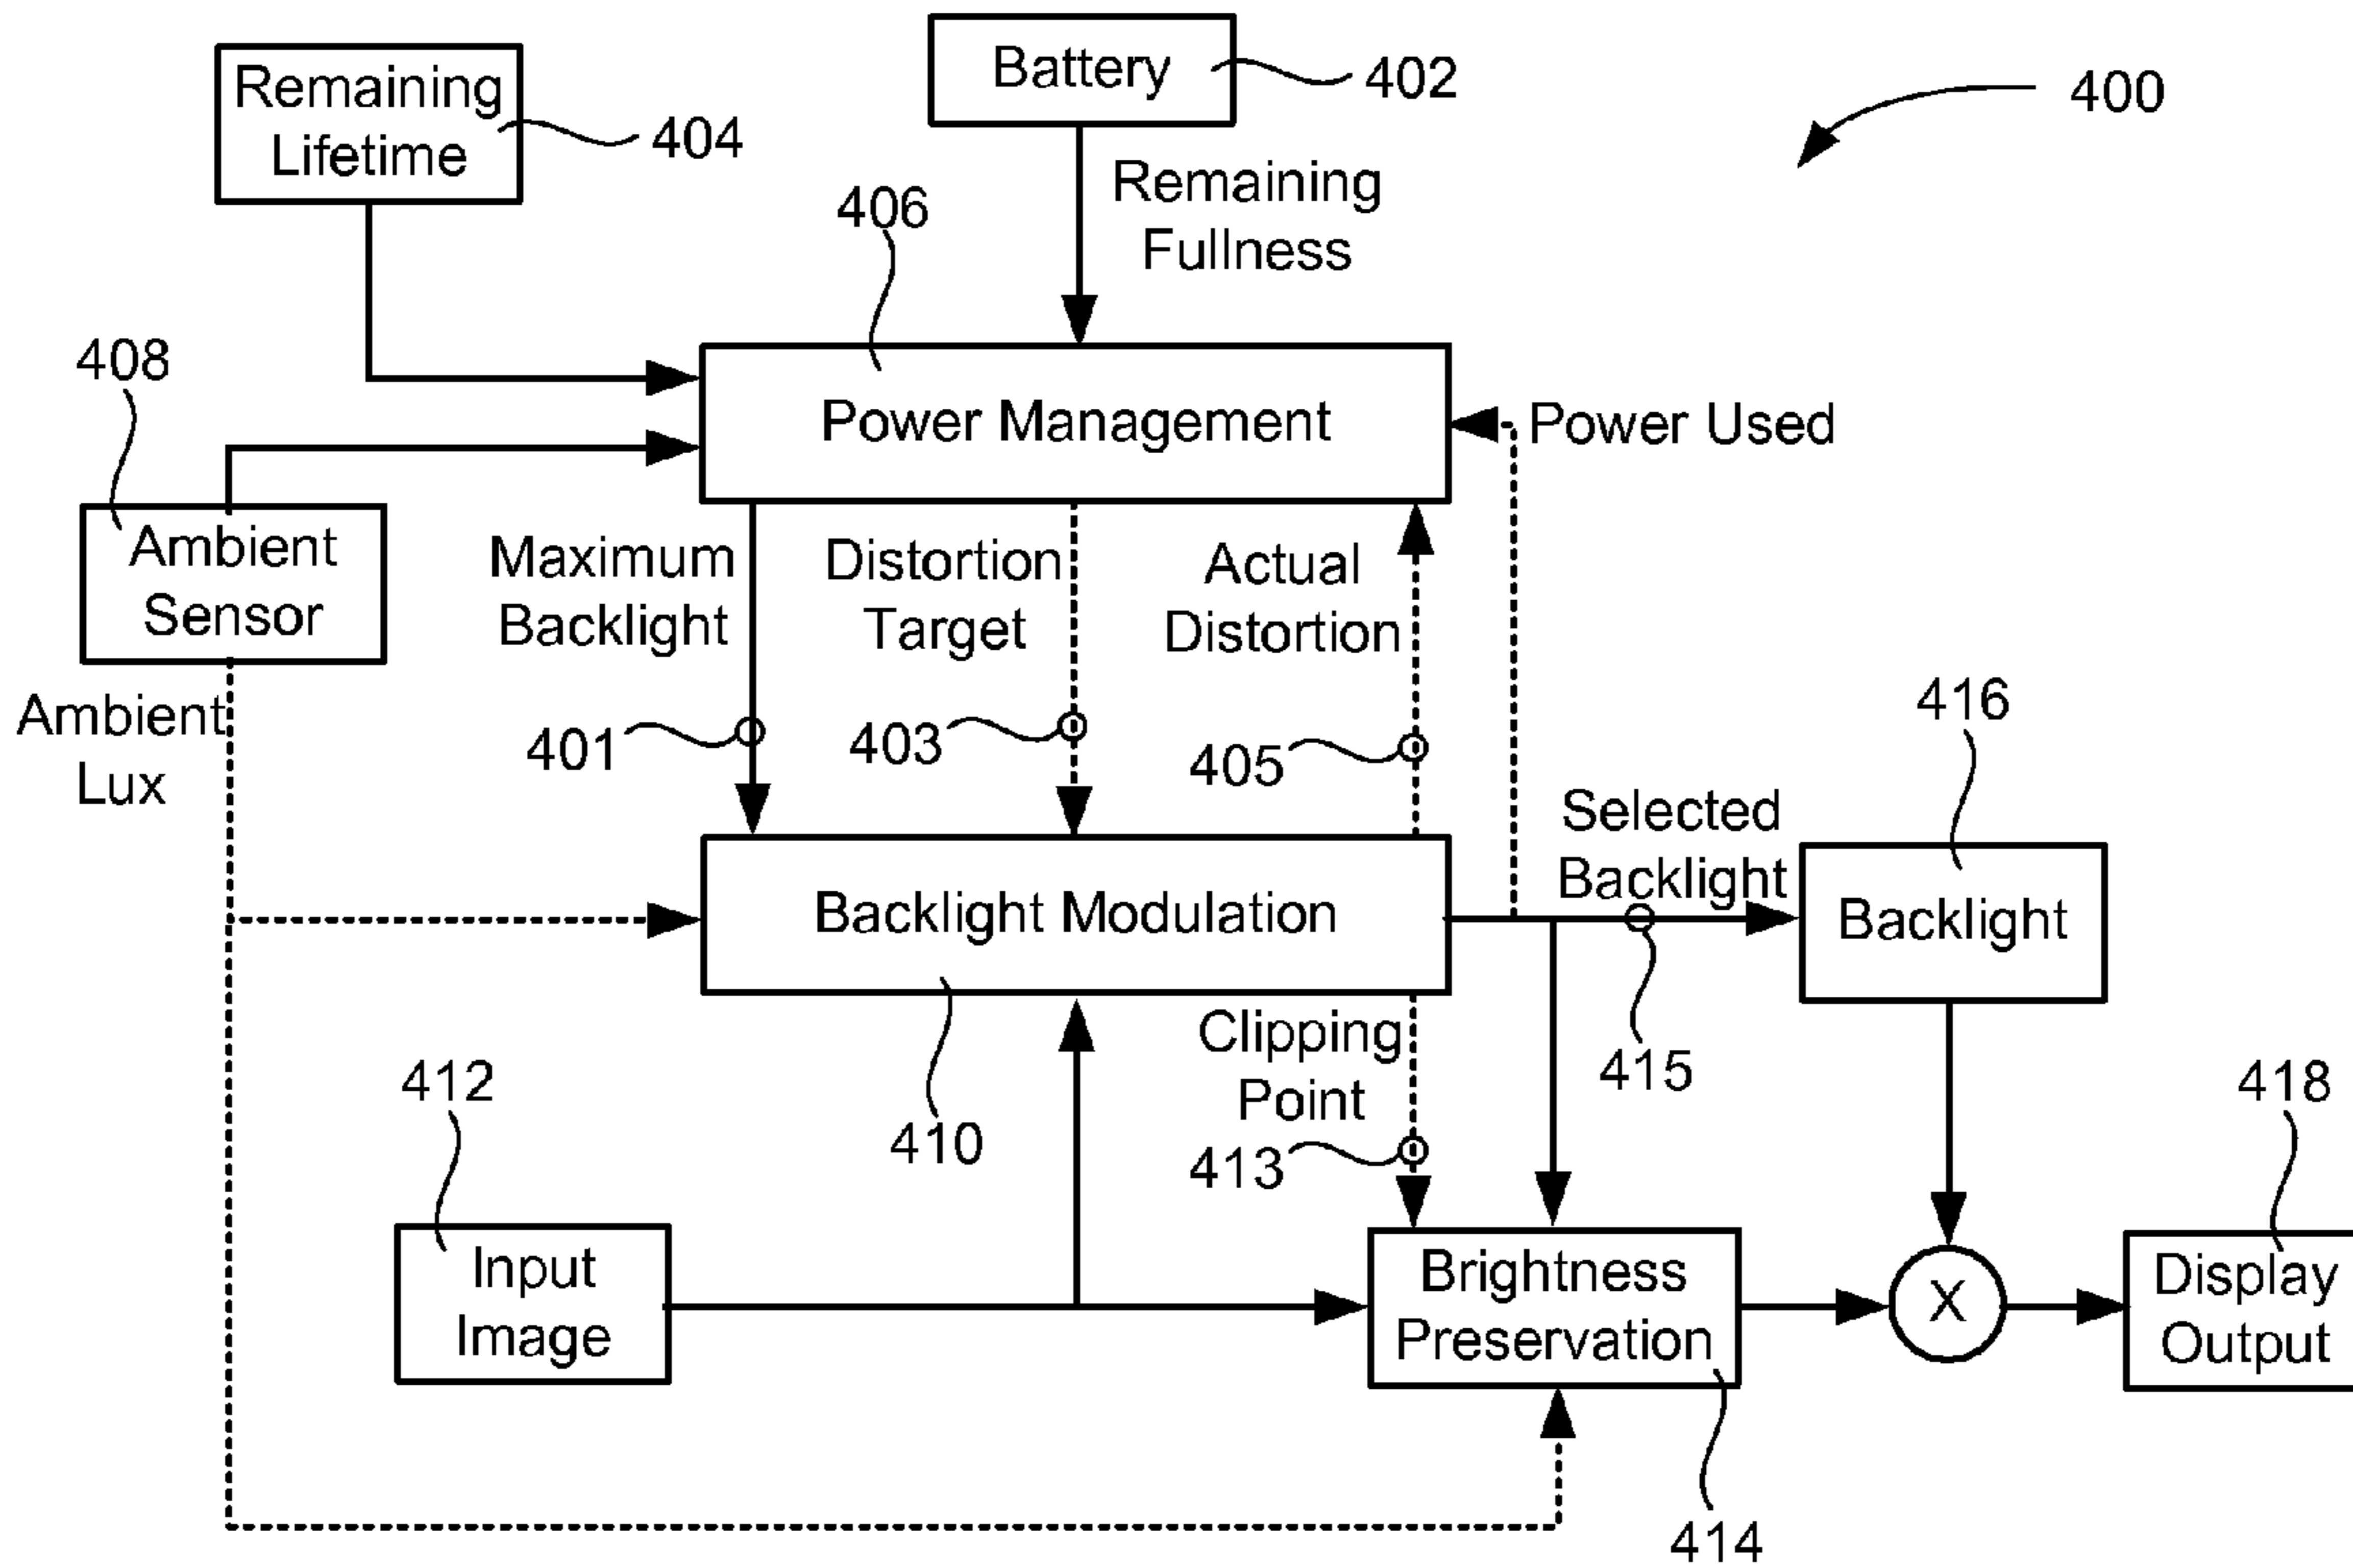 Battery
402
400
Remaining
Lifetime
404
Remaining
Fullness
406
408
Power Management
Power Used
Ambient
Sensor
Maximum
Backlight
Distortion
Target
Actual
Distortion
Ambient
Lux
401
403
405
416
Selected
Backlight
Backlight Modulation
Backlight
415
Clipping
Point
413
410
412
418
Input
Image
Brightness
Preservation
X
Display
Output
414